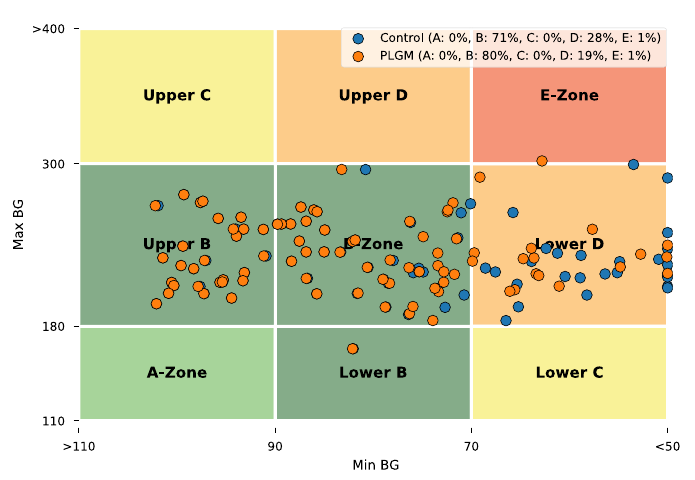 >400
Control (A: 0%, B: 71%, C: 0%, D: 28%, E: 1%)
PLGM (A: 0%, B: 80%, C: 0%, D: 19%, E: 1%)
Upper C
Upper D
E-Zone
300
Max BG
Upper B
B-Zone
Lower D
180
A-Zone
Lower B
Lower C
110
>110
90
70
<50
Min BG